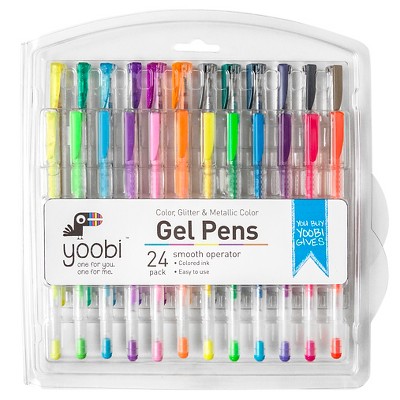 yoobi™
one for you.
one for me.
Color, Glitter & Metallic Color
Gel Pens
24
pack
smooth operator
• Colored ink
• Easy to use
YOU BUY
YOOBI
GIVES